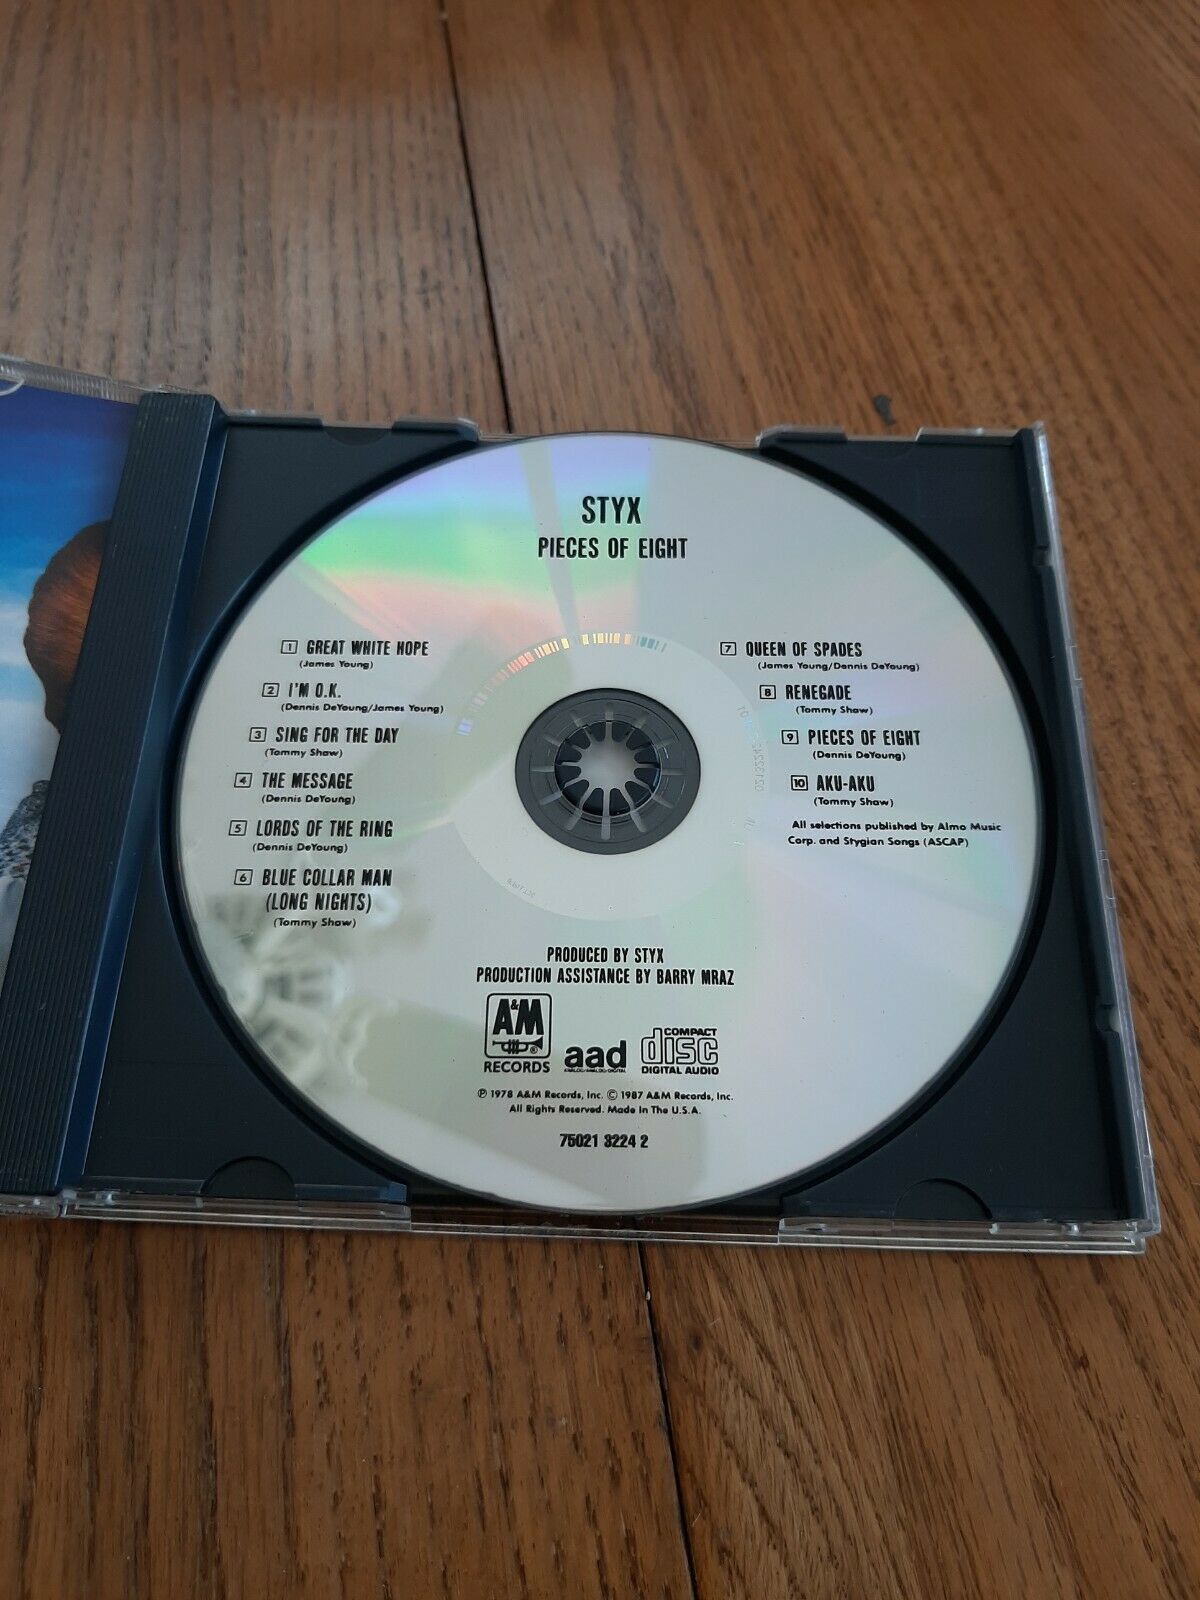 STYX
PIECES OF EIGHT
1 GREAT WHITE HOPE
(James Young)
2 I'M O.K.
(Dennis DeYoung/James Young)
3 SING FOR THE DAY
(Tommy Shaw)
4 THE MESSAGE
(Dennis DeYoung)
5 LORDS OF THE RING
(Dennis DeYoung)
6 BLUE COLLAR MAN
(LONG NIGHTS)
(Tommy Shaw)
7 QUEEN OF SPADES
(James Young/Dennis DeYoung)
8 RENEGADE
(Tommy Shaw)
9 PIECES OF EIGHT
(Dennis DeYoung)
10 AKU-AKU
(Tommy Shaw)
All selections published by Almo Music
Corp. and Stygian Songs (ASCAP)
PRODUCED BY STYX
PRODUCTION ASSISTANCE BY BARRY MRAZ
A&M ®
RECORDS
aad
ANALOG/ANALOG/DIGITAL
COMPACT
disc
DIGITAL AUDIO
℗ 1978 A&M Records, Inc. © 1987 A&M Records, Inc.
All Rights Reserved. Made In The U.S.A.
75021 3224 2